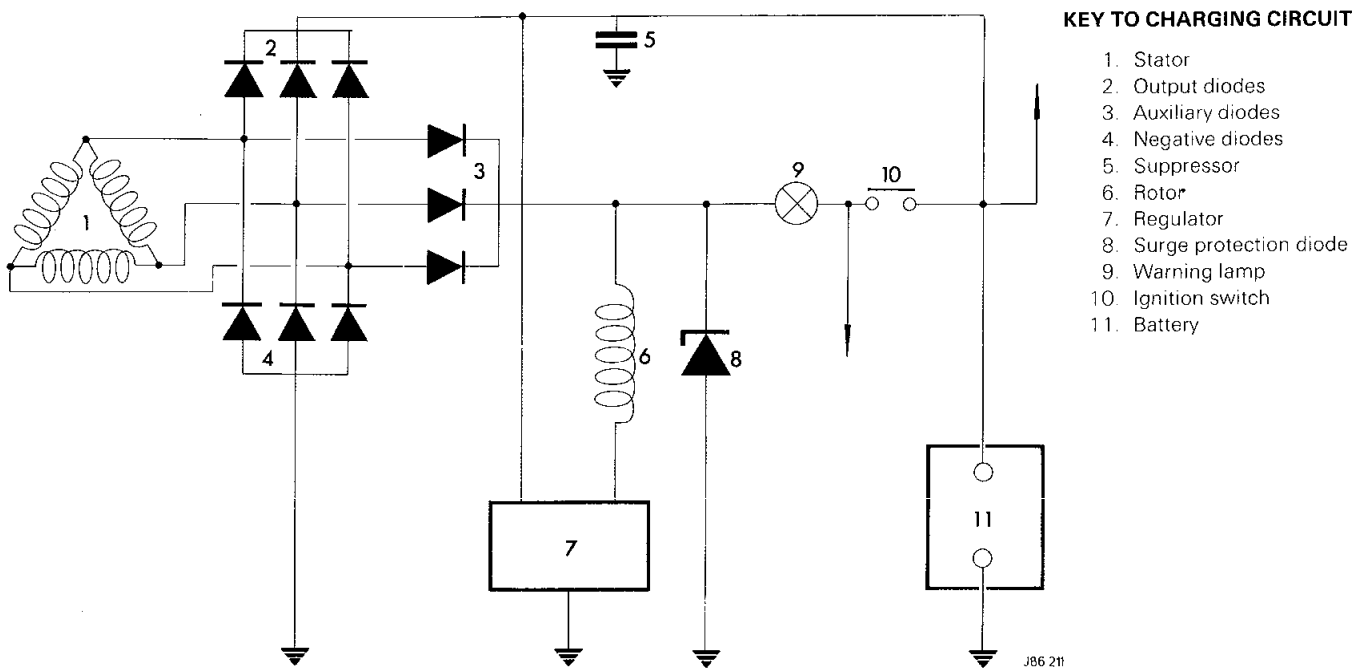 KEY TO CHARGING CIRCUIT
1. Stator
2. Output diodes
3. Auxiliary diodes
4. Negative diodes
5. Suppressor
6. Rotor
7. Regulator
8. Surge protection diode
9. Warning lamp
10. Ignition switch
11. Battery
2
5
3
9
10
1
4
6
8
7
11
J86 211